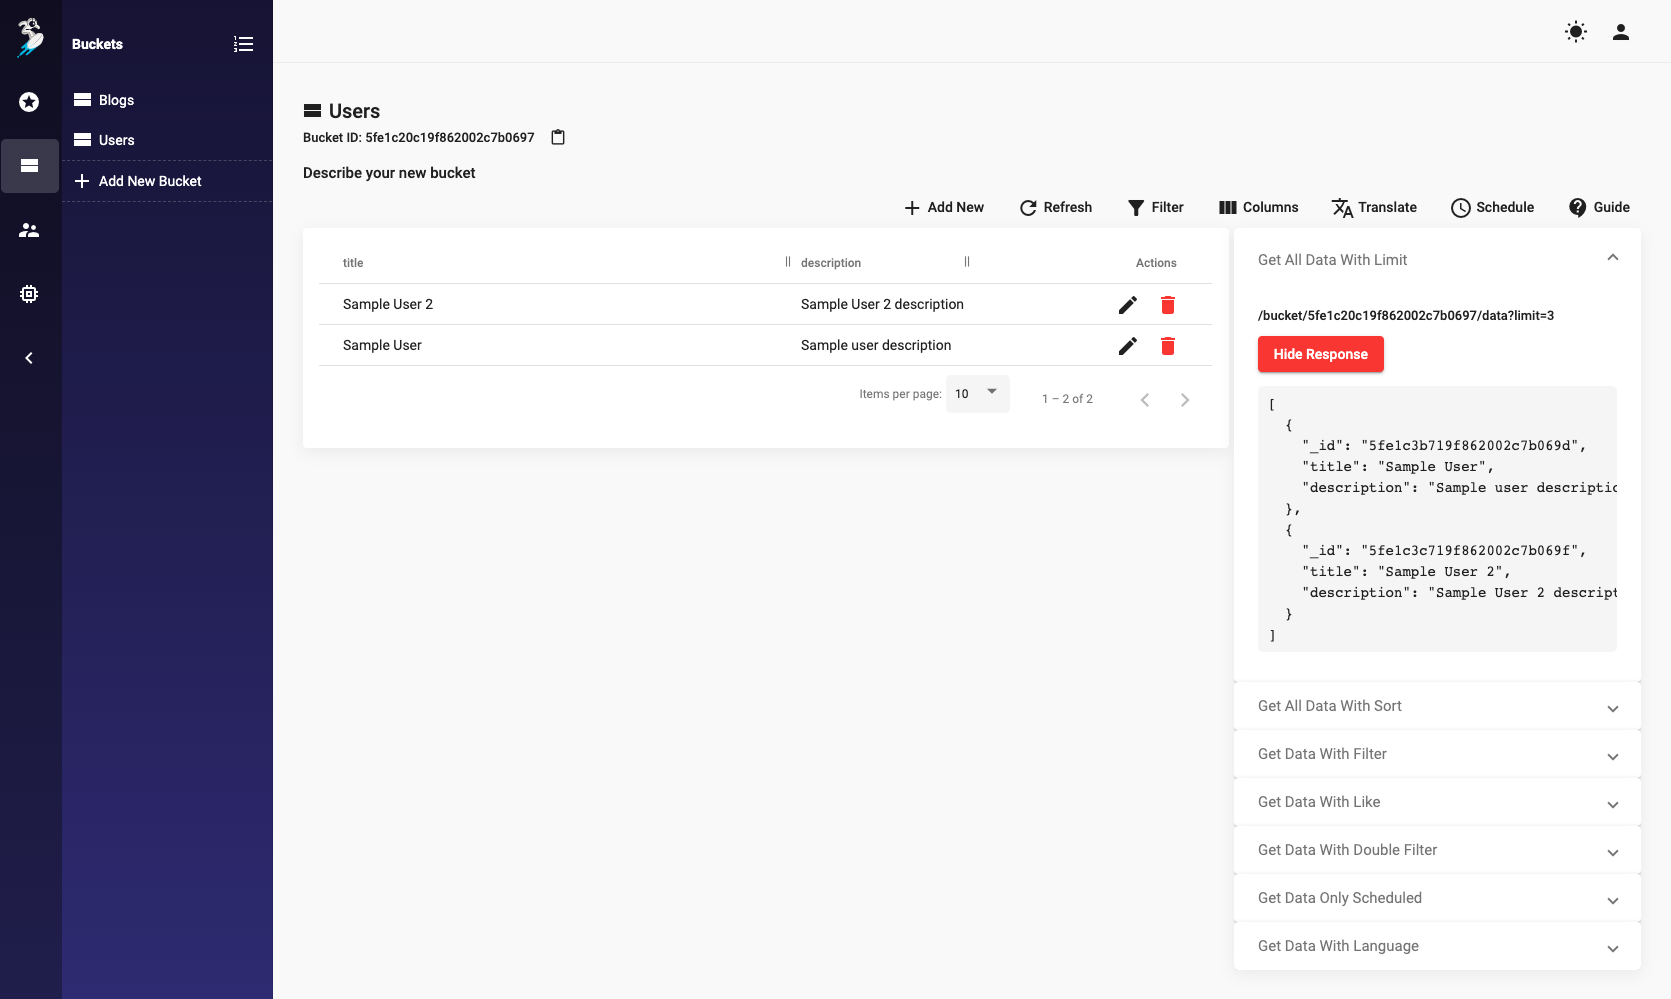 Buckets
Blogs
Users
Add New Bucket
Users
Bucket ID: 5fe1c20c19f862002c7b0697
Describe your new bucket
Add New
Refresh
Filter
Columns
Translate
Schedule
Guide
title
description
Actions
Sample User 2
Sample User 2 description
Sample User
Sample user description
Items per page:
10
1 – 2 of 2
Get All Data With Limit
/bucket/5fe1c20c19f862002c7b0697/data?limit=3
Hide Response
[
{
"_id": "5fe1c3b719f862002c7b069d",
"title": "Sample User",
"description": "Sample user descriptio
},
{
"_id": "5fe1c3c719f862002c7b069f",
"title": "Sample User 2",
"description": "Sample User 2 descript
}
]
Get All Data With Sort
Get Data With Filter
Get Data With Like
Get Data With Double Filter
Get Data Only Scheduled
Get Data With Language